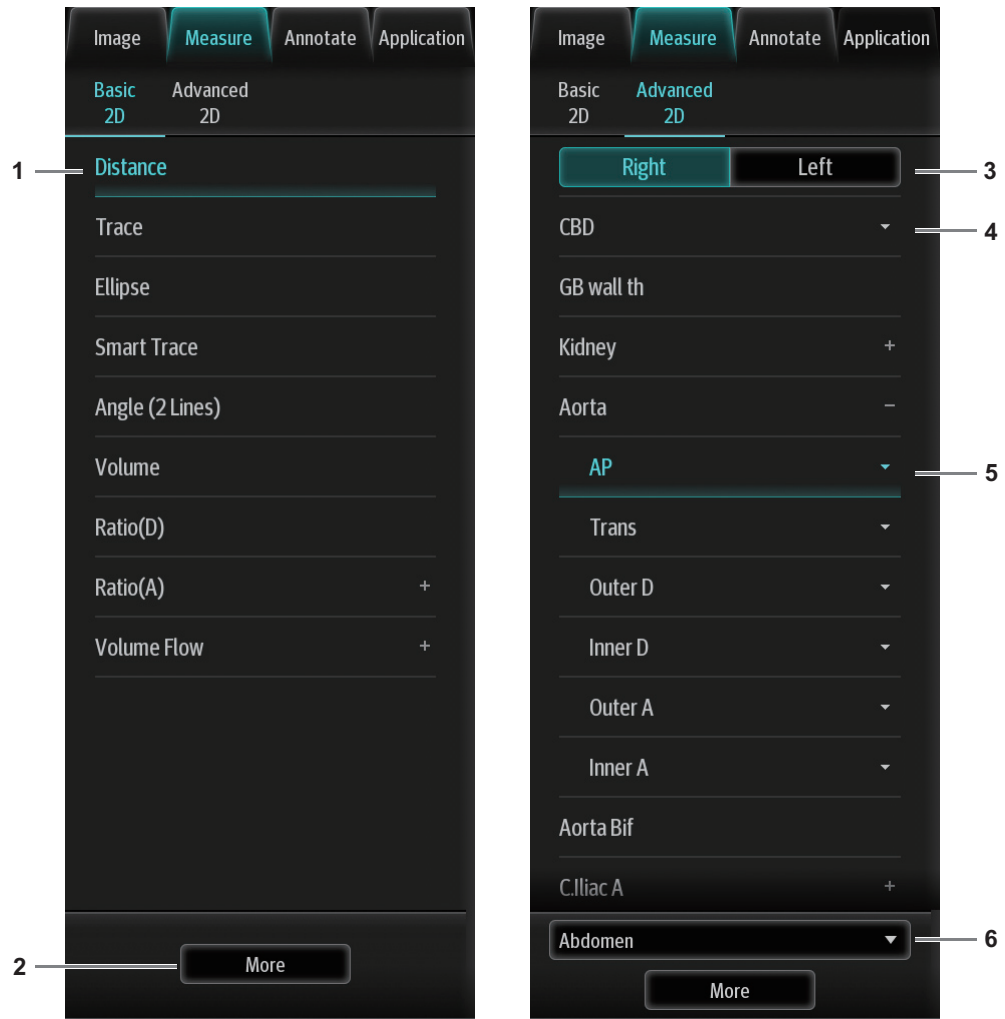 Image Measure Annotate Application
Basic 2D Advanced 2D
1 Distance
Trace
Ellipse
Smart Trace
Angle (2 Lines)
Volume
Ratio(D)
Ratio(A) +
Volume Flow +
2 More
Image Measure Annotate Application
Basic 2D Advanced 2D
Right Left 3
CBD 4
GB wall th
Kidney +
Aorta −
AP 5
Trans
Outer D
Inner D
Outer A
Inner A
Aorta Bif
C.Iliac A +
Abdomen 6
More